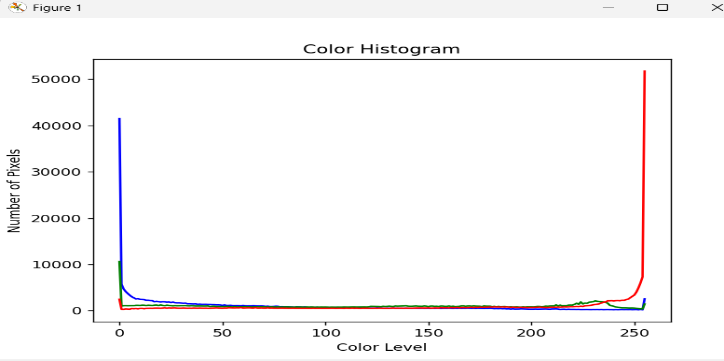 Figure 1
Color Histogram
50000
40000
30000
20000
10000
0
Number of Pixels
0 50 100 150 200 250
Color Level